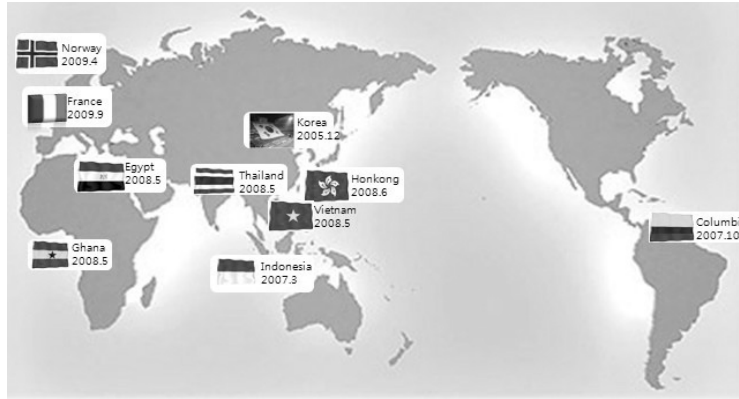 Norway
2009.4
France
2009.9
Korea
2005.12
Egypt
2008.5
Thailand
2008.5
Honkong
2008.6
Vietnam
2008.5
Columbi
2007.10
Ghana
2008.5
Indonesia
2007.3